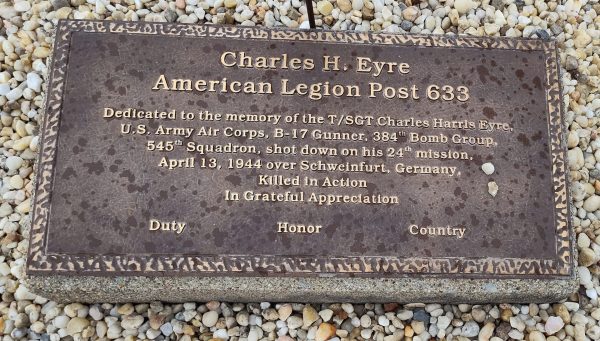 Charles H. Eyre
American Legion Post 633
Dedicated to the memory of the T/SGT Charles Harris Eyre,
U.S. Army Air Corps, B-17 Gunner, 384th Bomb Group,
545th Squadron, shot down on his 24th mission,
April 13, 1944 over Schweinfurt, Germany,
Killed in Action
In Grateful Appreciation
Duty Honor Country